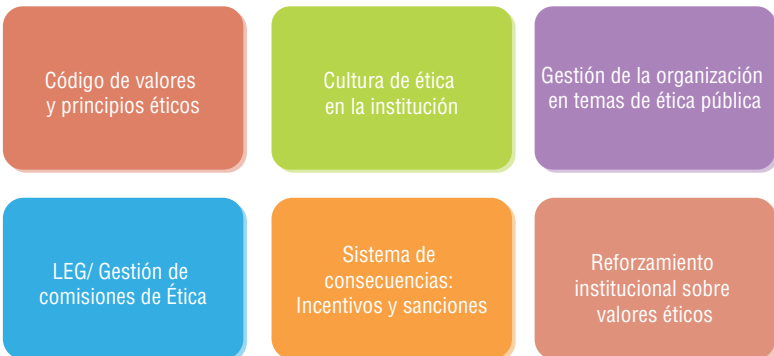 Código de valores
y principios éticos
Cultura de ética
en la institución
Gestión de la organización
en temas de ética pública
LEG/ Gestión de
comisiones de Ética
Sistema de
consecuencias:
Incentivos y sanciones
Reforzamiento
institucional sobre
valores éticos